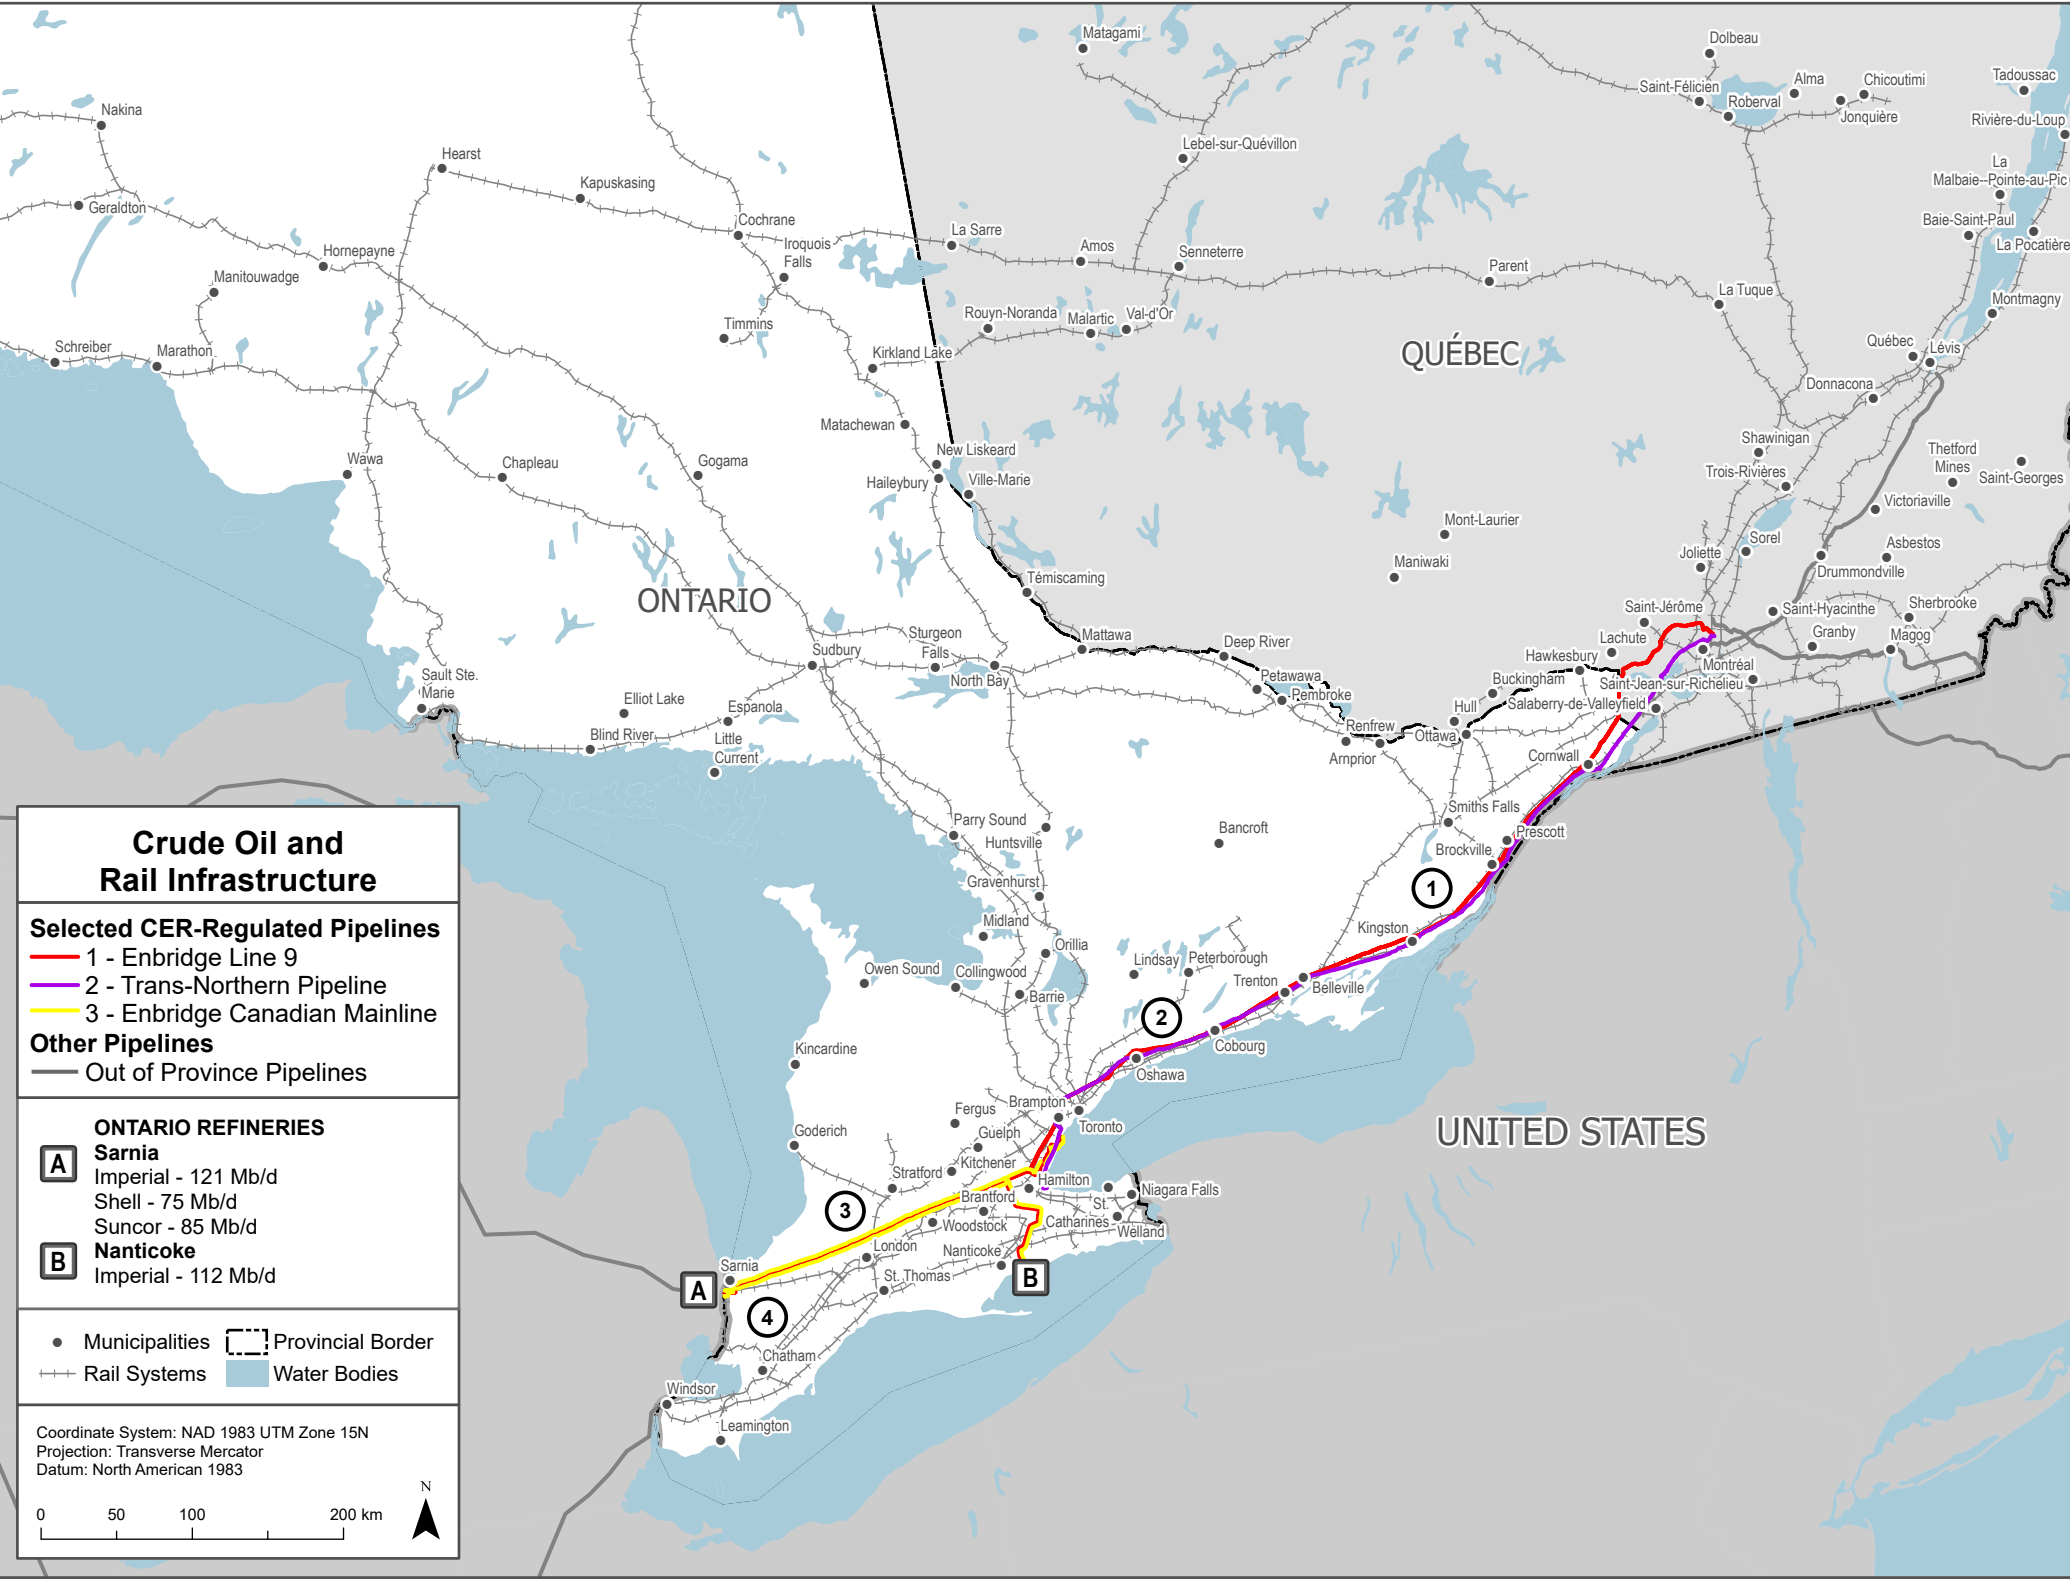 Matagami
Dolbeau
Saint-Félicien
Alma
Chicoutimi
Tadoussac
Roberval
Jonquière
Rivière-du-Loup
Nakina
Hearst
Lebel-sur-Quévillon
La
Malbaie--Pointe-au-Pic
Kapuskasing
Geraldton
Cochrane
La Sarre
Baie-Saint-Paul
La Pocatière
Iroquois
Falls
Amos
Senneterre
Hornepayne
Parent
Manitouwadge
La Tuque
Montmagny
Rouyn-Noranda
Malartic
Val-d'Or
Timmins
Schreiber
Marathon
Kirkland Lake
QUÉBEC
Québec
Lévis
Donnacona
Matachewan
Shawinigan
New Liskeard
Thetford
Mines
Wawa
Chapleau
Gogama
Haileybury
Ville-Marie
Trois-Rivières
Saint-Georges
Victoriaville
Mont-Laurier
Sorel
Maniwaki
Joliette
Asbestos
Drummondville
Témiscaming
ONTARIO
Saint-Jérôme
Saint-Hyacinthe
Sherbrooke
Sturgeon
Falls
Mattawa
Deep River
Lachute
Granby
Magog
Sudbury
Hawkesbury
Montréal
North Bay
Petawawa
Buckingham
Saint-Jean-sur-Richelieu
Sault Ste.
Marie
Pembroke
Salaberry-de-Valleyfield
Elliot Lake
Espanola
Hull
Renfrew
Ottawa
Blind River
Little
Current
Arnprior
Cornwall
Parry Sound
Smiths Falls
Huntsville
Bancroft
Prescott
Brockville
Gravenhurst
1
Midland
Kingston
Orillia
Lindsay
Peterborough
Owen Sound
Collingwood
Trenton
Belleville
Barrie
2
Cobourg
Kincardine
Oshawa
Brampton
Fergus
Toronto
UNITED STATES
Goderich
Guelph
Kitchener
Stratford
Hamilton
Niagara Falls
Brantford
St.
Catharines
3
Woodstock
Welland
London
Nanticoke
Sarnia
St. Thomas
A
B
4
Chatham
Windsor
Leamington
Crude Oil and
Rail Infrastructure
Selected CER-Regulated Pipelines
1 - Enbridge Line 9
2 - Trans-Northern Pipeline
3 - Enbridge Canadian Mainline
Other Pipelines
Out of Province Pipelines
ONTARIO REFINERIES
A
Sarnia
Imperial - 121 Mb/d
Shell - 75 Mb/d
Suncor - 85 Mb/d
B
Nanticoke
Imperial - 112 Mb/d
Municipalities
Provincial Border
Rail Systems
Water Bodies
Coordinate System: NAD 1983 UTM Zone 15N
Projection: Transverse Mercator
Datum: North American 1983
N
0 50 100 200 km